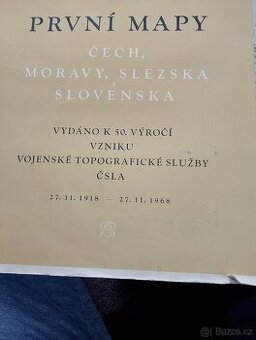 PRVNÍ MAPY
ČECH,
MORAVY, SLEZSKA
A
SLOVENSKA
VYDÁNO K 50. VÝROČÍ
VZNIKU
VOJENSKÉ TOPOGRAFICKÉ SLUŽBY
ČSLA
27. 11. 1918 — 27. 11. 1968
Bazos.cz